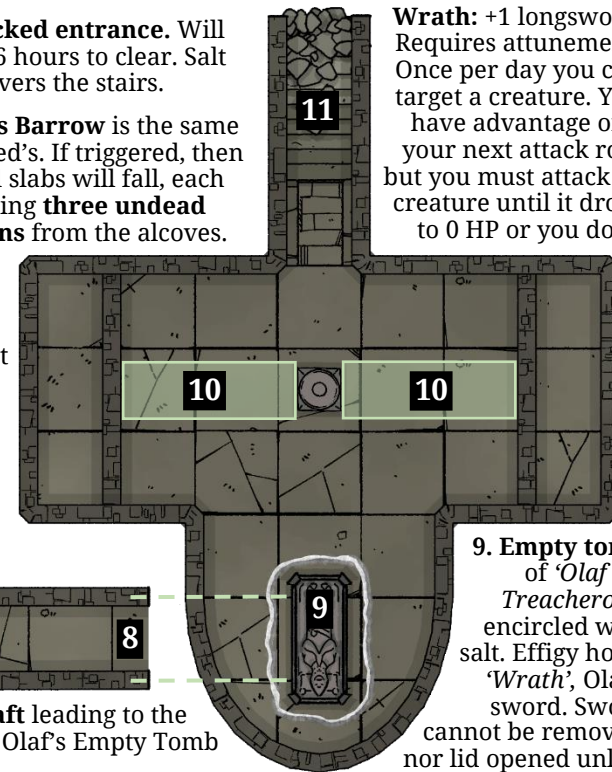 cked entrance. Will
6 hours to clear. Salt
vers the stairs.
s Barrow is the same
ed's. If triggered, then
slabs will fall, each
ing three undead
ns from the alcoves.
Wrath: +1 longswo
Requires attuneme
Once per day you c
target a creature. Y
have advantage o
your next attack ro
but you must attack
creature until it dro
to 0 HP or you do
11
t
10
10
9. Empty to
of ‘Olaf
Treachero
encircled w
salt. Effigy ho
‘Wrath’, Ola
sword. Swo
cannot be remov
nor lid opened unl
9
8
aft leading to the
Olaf’s Empty Tomb